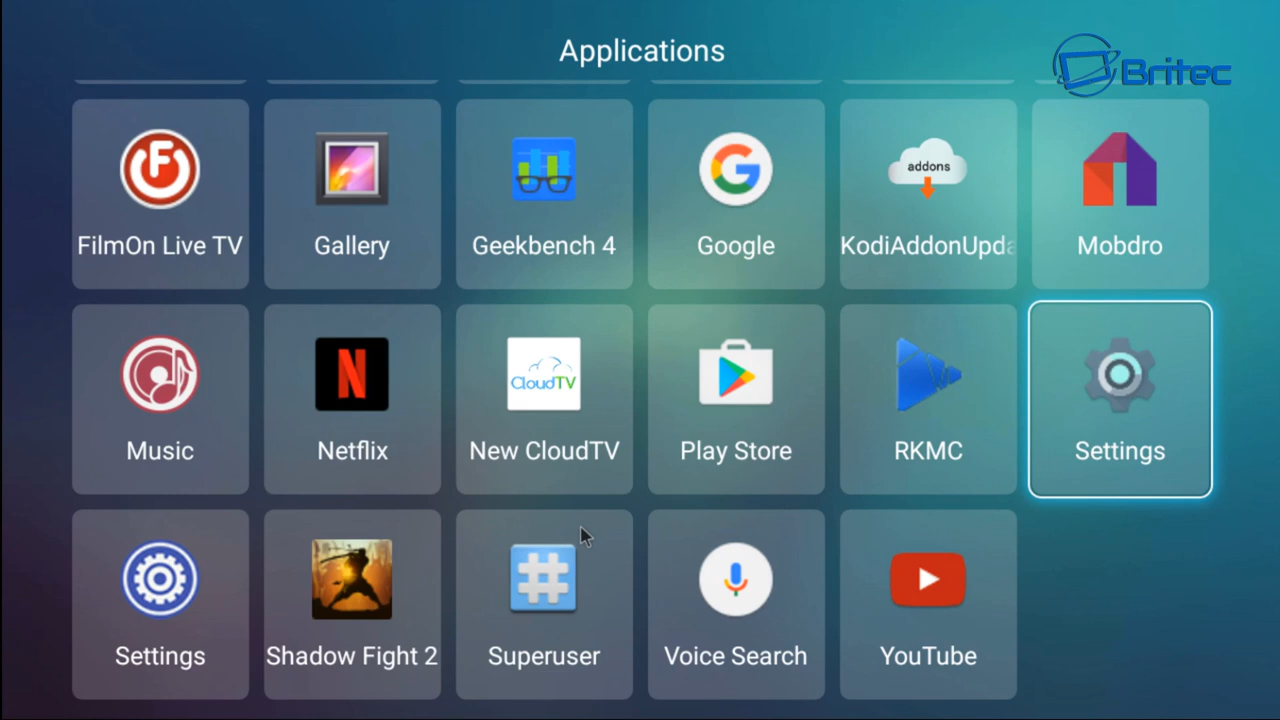 Applications
Britec
FilmOn Live TV
Gallery
Geekbench 4
Google
addons
KodiAddonUpda
Mobdro
Music
Netflix
CloudTV
New CloudTV
Play Store
RKMC
Settings
Settings
Shadow Fight 2
Superuser
Voice Search
YouTube